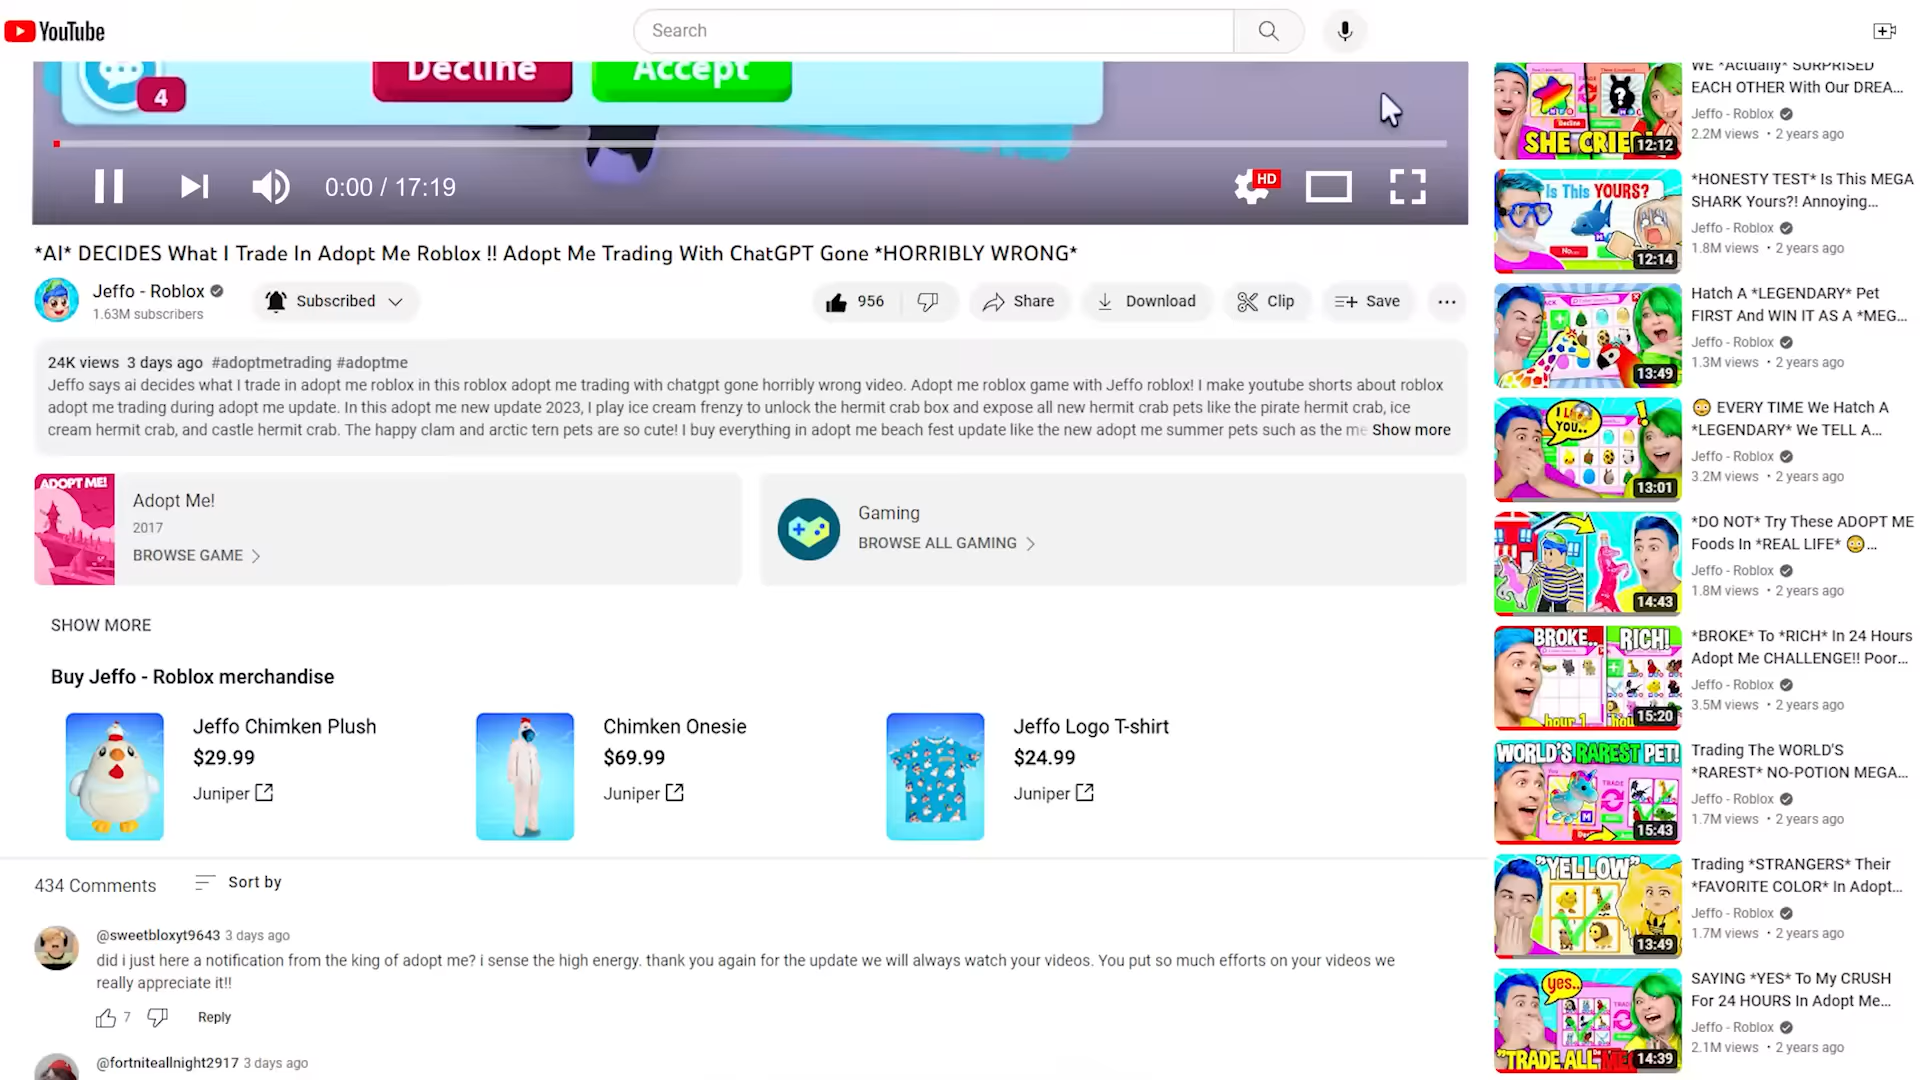 YouTube
Search
Decline
Accept
4
0:00 / 17:19
HD
*AI* DECIDES What I Trade In Adopt Me Roblox !! Adopt Me Trading With ChatGPT Gone *HORRIBLY WRONG*
Jeffo - Roblox
1.63M subscribers
Subscribed
956
Share
Download
Clip
Save
24K views 3 days ago #adoptmetrading #adoptme
Jeffo says ai decides what I trade in adopt me roblox in this roblox adopt me trading with chatgpt gone horribly wrong video. Adopt me roblox game with Jeffo roblox! I make youtube shorts about roblox
adopt me trading during adopt me update. In this adopt me new update 2023, I play ice cream frenzy to unlock the hermit crab box and expose all new hermit crab pets like the pirate hermit crab, ice
cream hermit crab, and castle hermit crab. The happy clam and arctic tern pets are so cute! I buy everything in adopt me beach fest update like the new adopt me summer pets such as the me Show more
ADOPT ME!
Adopt Me!
2017
BROWSE GAME
Gaming
BROWSE ALL GAMING
SHOW MORE
Buy Jeffo - Roblox merchandise
Jeffo Chimken Plush
$29.99
Juniper
Chimken Onesie
$69.99
Juniper
Jeffo Logo T-shirt
$24.99
Juniper
434 Comments
Sort by
@sweetbloxyt9643 3 days ago
did i just here a notification from the king of adopt me? i sense the high energy. thank you again for the update we will always watch your videos. You put so much efforts on your videos we
really appreciate it!!
7
Reply
@fortniteallnight2917 3 days ago
SHE CRIE
12:12
WE *Actually* SURPRISED
EACH OTHER With Our DREA...
Jeffo - Roblox
2.2M views • 2 years ago
Is This YOURS?
No...
12:14
*HONESTY TEST* Is This MEGA
SHARK Yours?! Annoying...
Jeffo - Roblox
1.8M views • 2 years ago
13:49
Hatch A *LEGENDARY* Pet
FIRST And WIN IT AS A *MEG...
Jeffo - Roblox
1.3M views • 2 years ago
YOU..
13:01
😳 EVERY TIME We Hatch A
*LEGENDARY* We TELL A...
Jeffo - Roblox
3.2M views • 2 years ago
14:43
*DO NOT* Try These ADOPT ME
Foods In *REAL LIFE* 😳...
Jeffo - Roblox
1.8M views • 2 years ago
BROKE..
RICH!
hour 1
15:20
*BROKE* To *RICH* In 24 Hours
Adopt Me CHALLENGE!! Poor...
Jeffo - Roblox
3.5M views • 2 years ago
WORLD'S RAREST PET!
TRADE
M
15:43
Trading The WORLD'S
*RAREST* NO-POTION MEGA...
Jeffo - Roblox
1.7M views • 2 years ago
"YELLOW"
13:49
Trading *STRANGERS* Their
*FAVORITE COLOR* In Adopt...
Jeffo - Roblox
1.7M views • 2 years ago
yes..
"TRADE ALL
14:39
SAYING *YES* To My CRUSH
For 24 HOURS In Adopt Me...
Jeffo - Roblox
2.1M views • 2 years ago